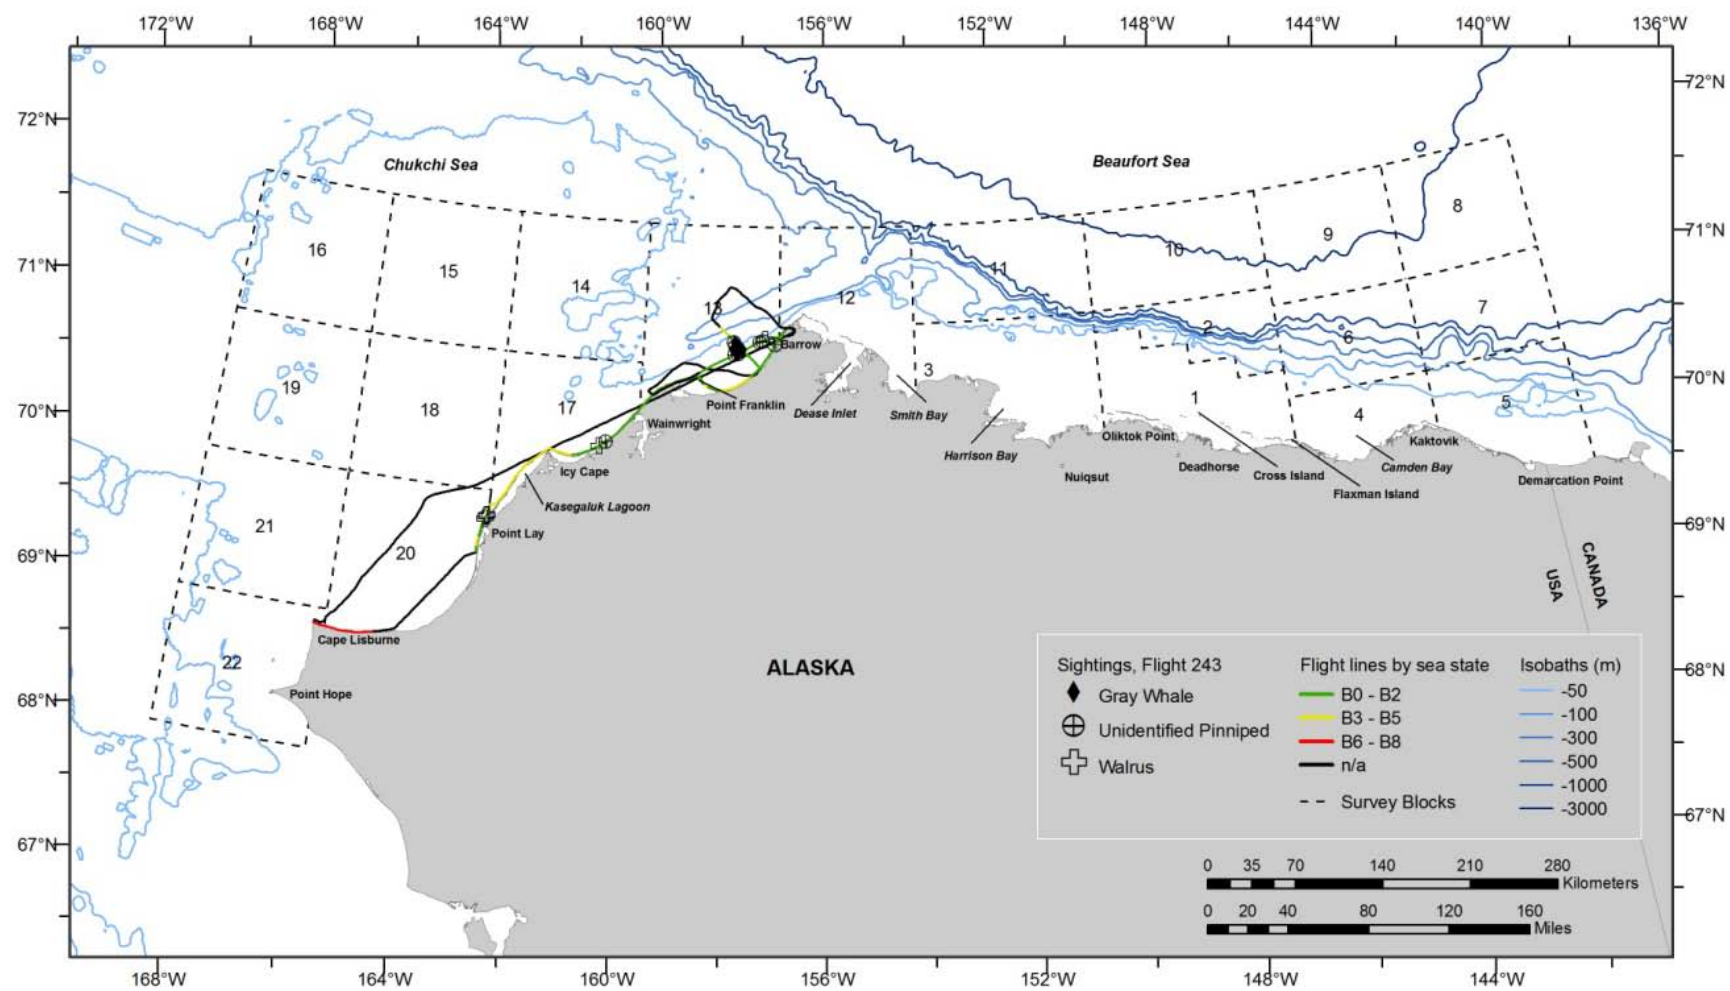 172°W 168°W 164°W 160°W 156°W 152°W 148°W 144°W 140°W 136°W
72°N 72°N
Chukchi Sea Beaufort Sea
8
9
71°N 16 15 14 10 11 71°N
13 12 7
2 6
Barrow
70°N 19 18 17 3 1 4 5 70°N
Point Franklin Dease Inlet Smith Bay
Wainwright Harrison Bay Oliktok Point Kaktovik
Icy Cape Nuiqsut Deadhorse Cross Island Camden Bay
Kasegaluk Lagoon Flaxman Island Demarcation Point
21 Point Lay
69°N 20 69°N
USA CANADA
Cape Lisburne
22 ALASKA
68°N Point Hope 68°N
67°N 67°N
Sightings, Flight 243
Gray Whale
Unidentified Pinniped
Walrus
Flight lines by sea state
B0 - B2
B3 - B5
B6 - B8
n/a
Survey Blocks
Isobaths (m)
-50
-100
-300
-500
-1000
-3000
0 35 70 140 210 280
Kilometers
0 20 40 80 120 160
Miles
168°W 164°W 160°W 156°W 152°W 148°W 144°W